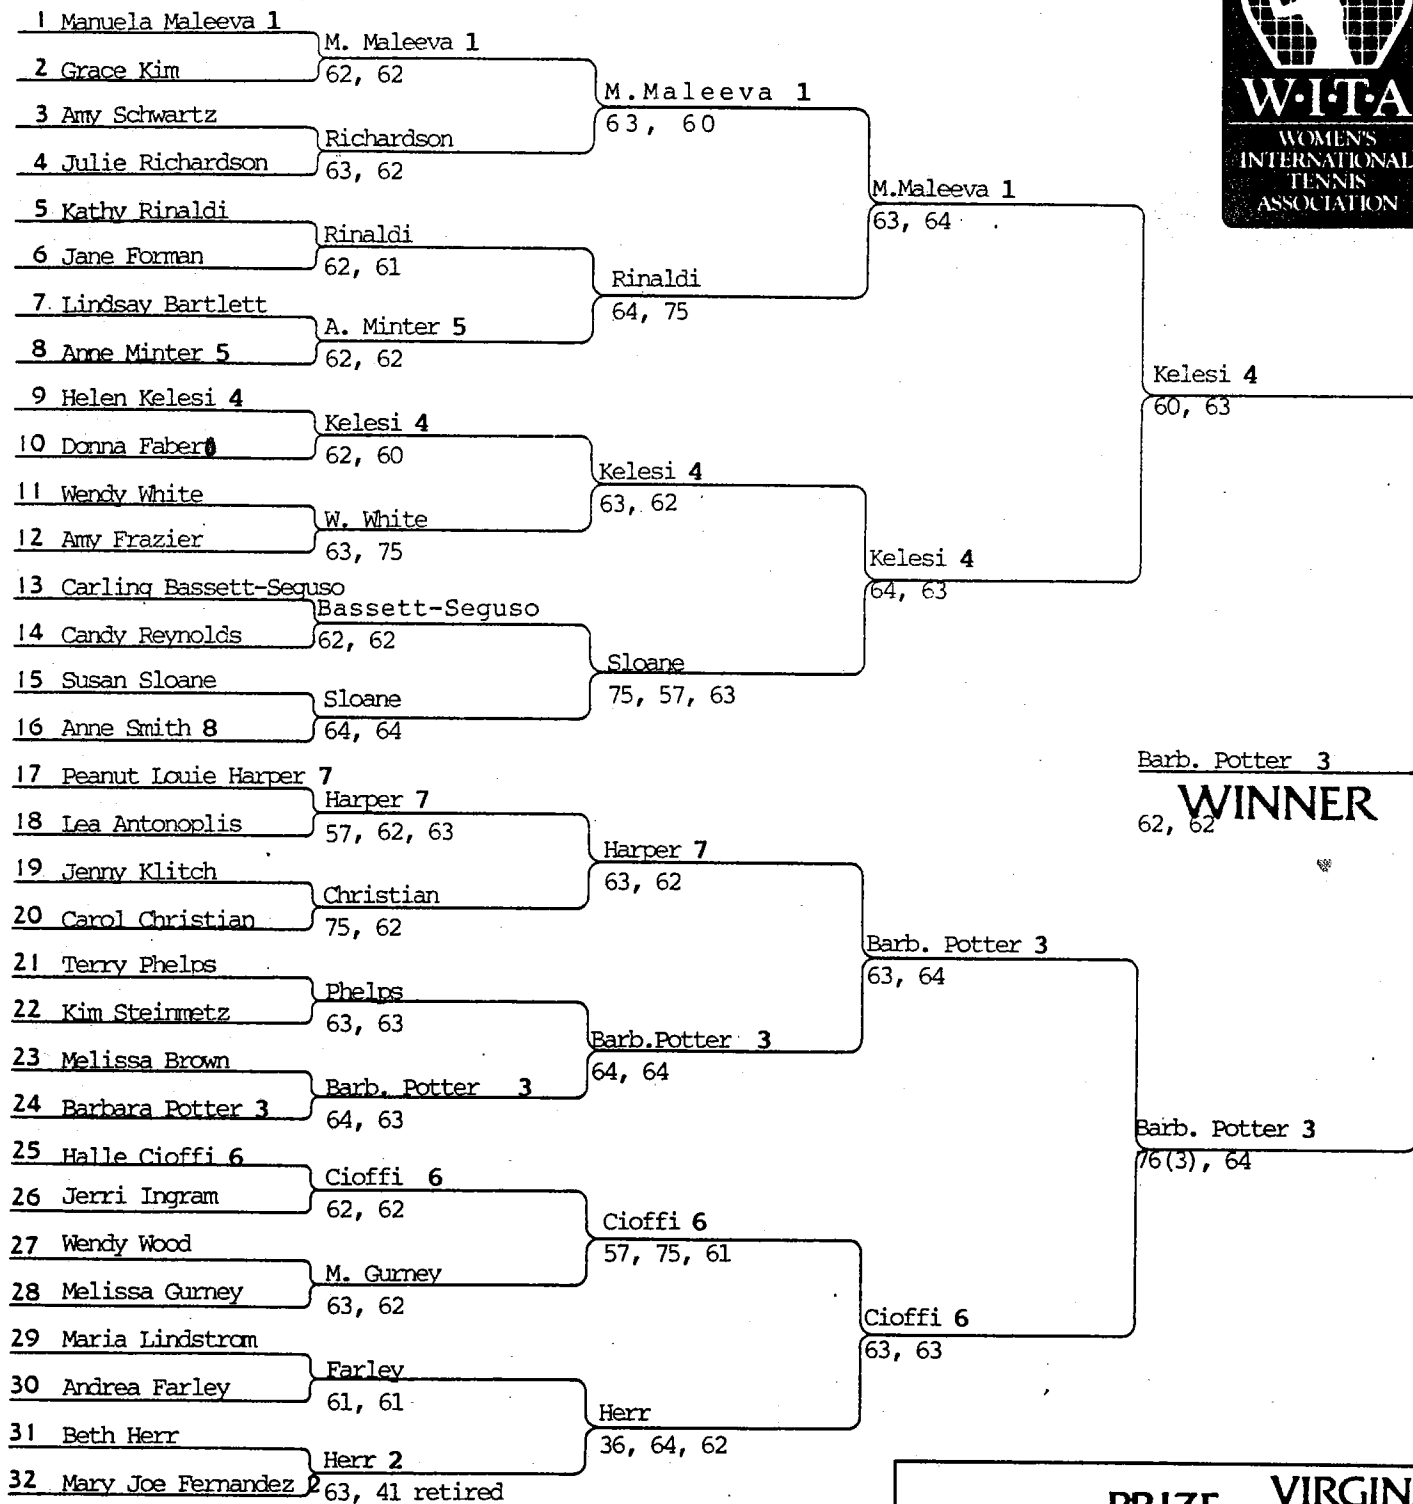 1 Manuela Maleeva 1
2 Grace Kim
3 Amy Schwartz
4 Julie Richardson
5 Kathy Rinaldi
6 Jane Forman
7 Lindsay Bartlett
8 Anne Minter 5
9 Helen Kelesi 4
10 Donna Faber
11 Wendy White
12 Amy Frazier
13 Carling Bassett-Seguso
14 Candy Reynolds
15 Susan Sloane
16 Anne Smith 8
17 Peanut Louie Harper 7
18 Lea Antonoplis
19 Jenny Klitch
20 Carol Christian
21 Terry Phelps
22 Kim Steinmetz
23 Melissa Brown
24 Barbara Potter 3
25 Halle Cioffi 6
26 Jerri Ingram
27 Wendy Wood
28 Melissa Gurney
29 Maria Lindstrom
30 Andrea Farley
31 Beth Herr
32 Mary Joe Fernandez 2
M. Maleeva 1
62, 62
Richardson
63, 62
Rinaldi
62, 61
A. Minter 5
62, 62
Kelesi 4
62, 60
W. White
63, 75
Bassett-Seguso
62, 62
Sloane
64, 64
Harper 7
57, 62, 63
Christian
75, 62
Phelps
63, 63
Barb. Potter 3
64, 63
Cioffi 6
62, 62
M. Gurney
63, 62
Farley
61, 61
Herr 2
63, 41 retired
M.Maleeva 1
63, 60
Rinaldi
64, 75
Kelesi 4
63, 62
Sloane
75, 57, 63
Harper 7
63, 62
Barb.Potter 3
64, 64
Cioffi 6
57, 75, 61
Herr
36, 64, 62
M.Maleeva 1
63, 64
Kelesi 4
64, 63
Barb. Potter 3
63, 64
Cioffi 6
63, 63
Kelesi 4
60, 63
Barb. Potter 3
76(3), 64
Barb. Potter 3
WINNER
62, 62
W·I·T·A
WOMEN'S
INTERNATIONAL
TENNIS
ASSOCIATION
PRIZE VIRGIN